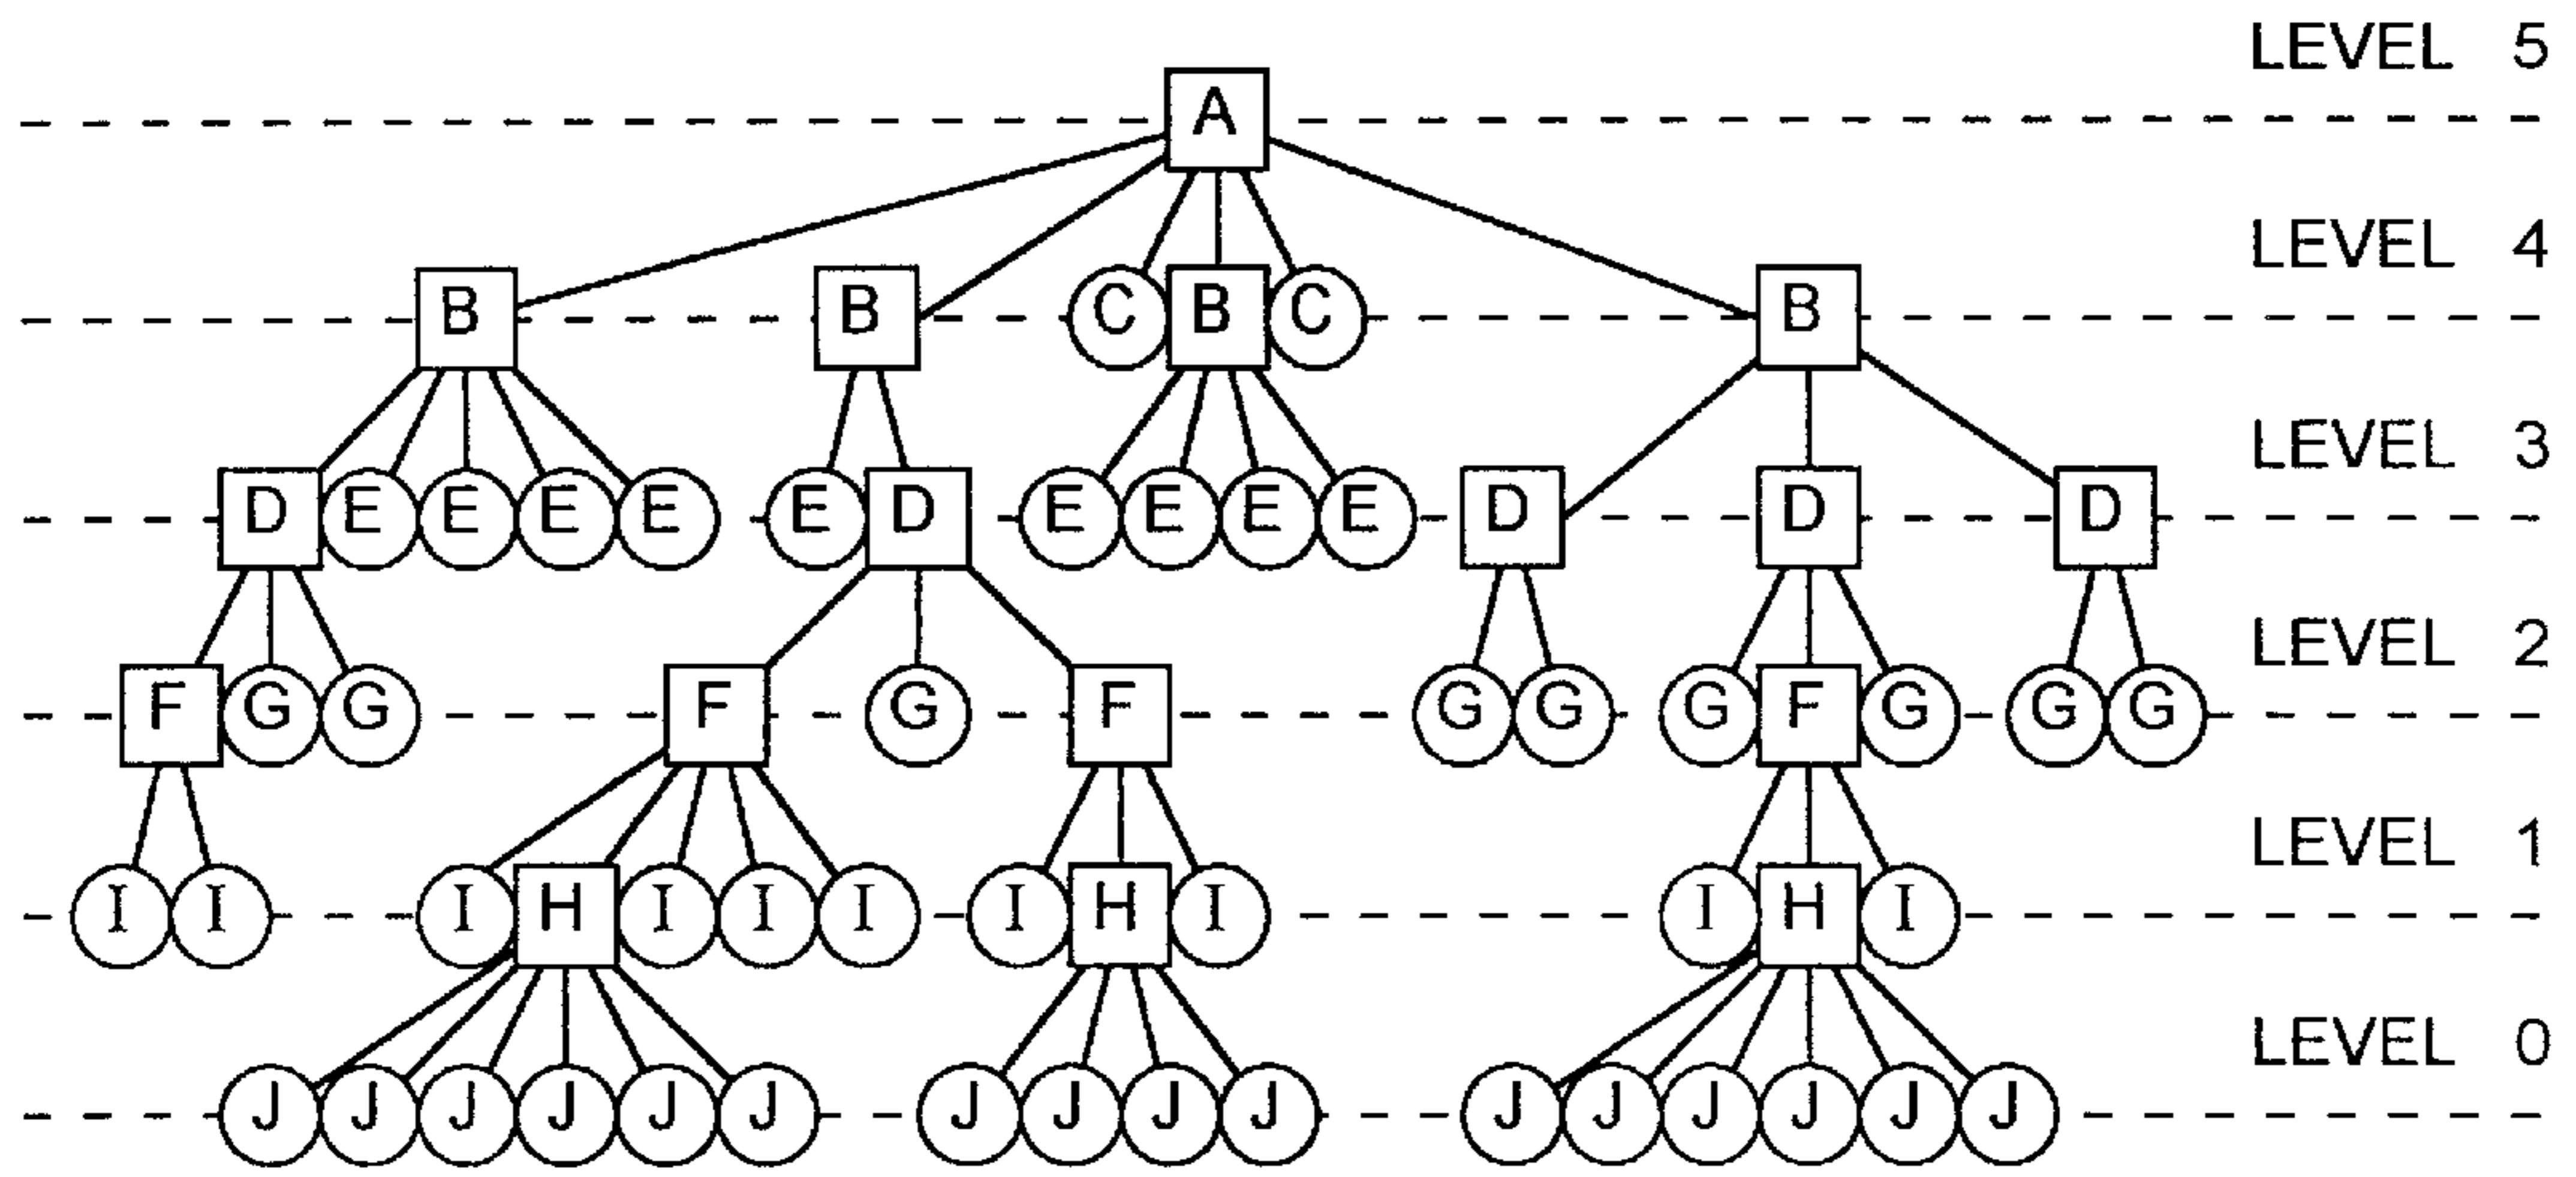 LEVEL 5
A
LEVEL 4
B B C B C B
LEVEL 3
D E E E E E D E E E E D D D
LEVEL 2
F G G F G F G G G F G G G
LEVEL 1
I I I H I I I I H I I H I
LEVEL 0
J J J J J J J J J J J J J J J J